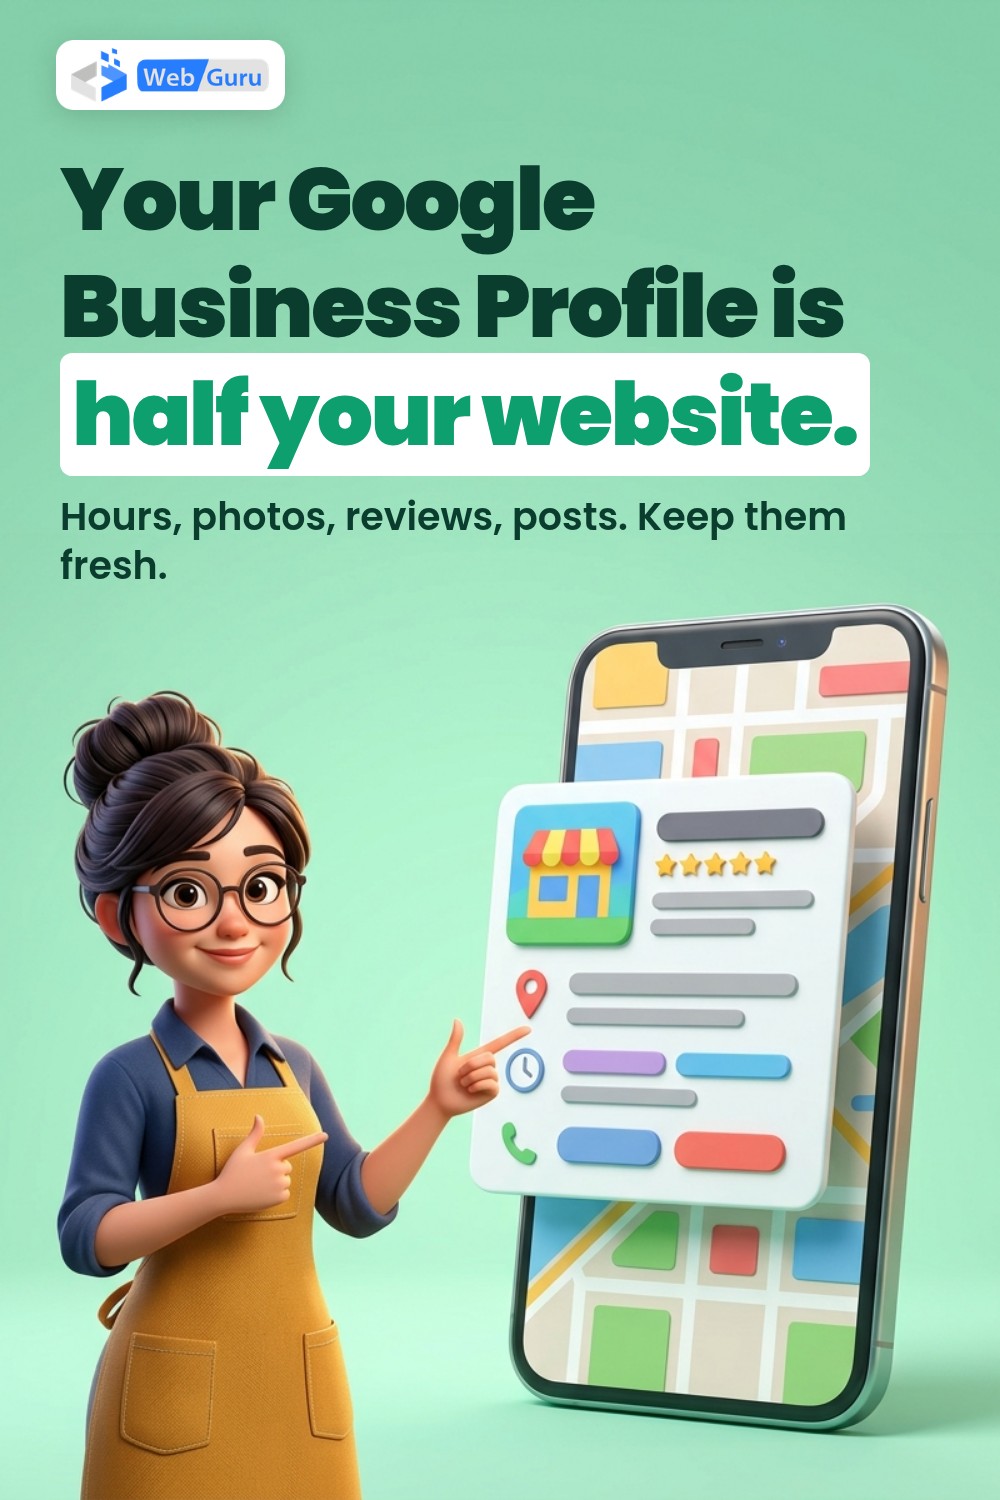 Web Guru
Your Google
Business Profile is
half your website.
Hours, photos, reviews, posts. Keep them
fresh.